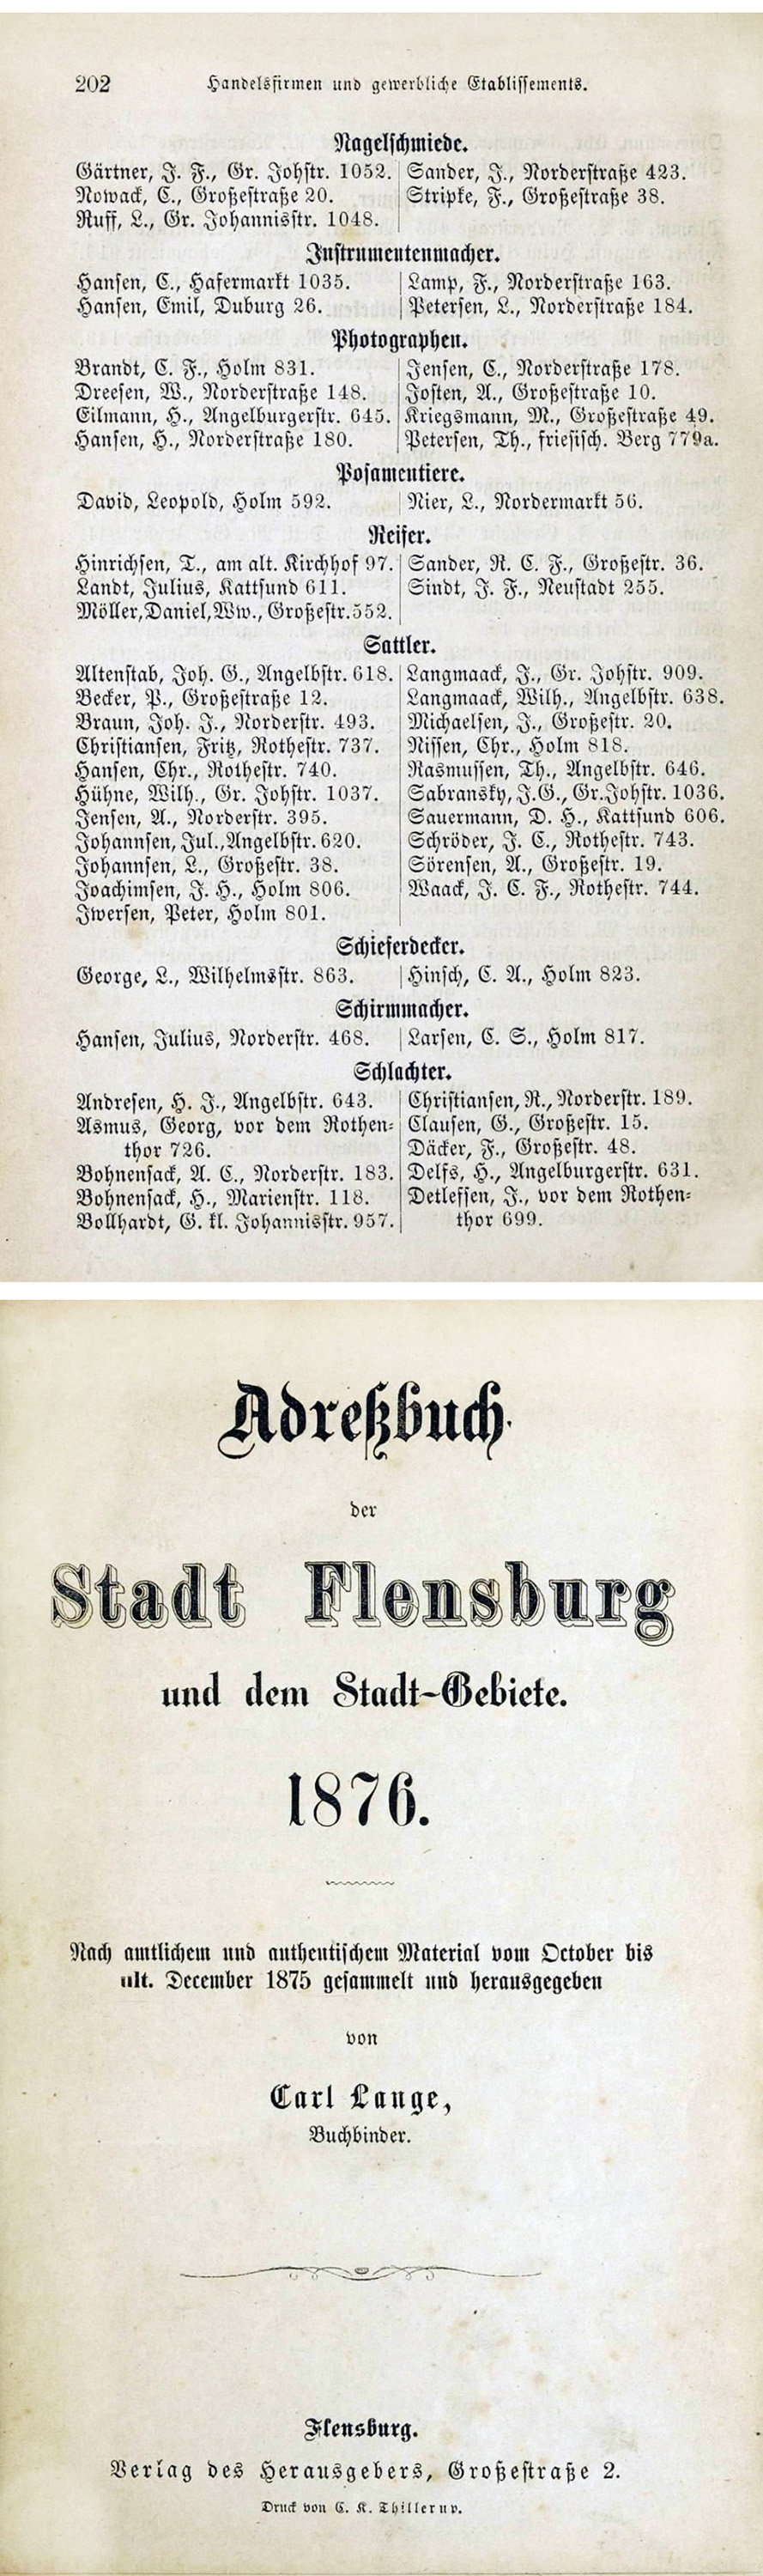 202 Handelsfirmen und gewerbliche Etablissements.
Nagelschmiede.
Gärtner, J. F., Gr. Johstr. 1052.
Nowack, C., Großestraße 20.
Ruff, L., Gr. Johannisstr. 1048.
Sander, J., Norderstraße 423.
Stripke, F., Großestraße 38.
Instrumentenmacher.
Hansen, C., Hafermarkt 1035.
Hansen, Emil, Duburg 26.
Lamp, F., Norderstraße 163.
Petersen, L., Norderstraße 184.
Photographen.
Brandt, C. F., Holm 831.
Dreesen, W., Norderstraße 148.
Eilmann, H., Angelburgerstr. 645.
Hansen, H., Norderstraße 180.
Jensen, C., Norderstraße 178.
Josten, A., Großestraße 10.
Kriegsmann, M., Großestraße 49.
Petersen, Th., friesisch. Berg 779a.
Posamentiere.
David, Leopold, Holm 592.
Nier, L., Nordermarkt 56.
Reifer.
Hinrichsen, T., am alt. Kirchhof 97.
Landt, Julius, Kattsund 611.
Möller, Daniel, Ww., Großestr. 552.
Sander, R. C. F., Großestr. 36.
Sindt, J. F., Neustadt 255.
Sattler.
Altenstab, Joh. G., Angelbstr. 618.
Becker, P., Großestraße 12.
Braun, Joh. J., Norderstr. 493.
Christiansen, Fritz, Rothestr. 737.
Hansen, Chr., Rothestr. 740.
Hühne, Wilh., Gr. Johstr. 1037.
Jensen, A., Norderstr. 395.
Johannsen, Jul., Angelbstr. 620.
Johannsen, L., Großestr. 38.
Joachimsen, J. H., Holm 806.
Iwersen, Peter, Holm 801.
Langmaack, J., Gr. Johstr. 909.
Langmaack, Wilh., Angelbstr. 638.
Michaelsen, J., Großestr. 20.
Nissen, Chr., Holm 818.
Rasmussen, Th., Angelbstr. 646.
Sabransky, J. G., Gr. Johstr. 1036.
Sauermann, D. H., Kattsund 606.
Schröder, J. C., Rothestr. 743.
Sörensen, A., Großestr. 19.
Waack, J. C. F., Rothestr. 744.
Schieferdecker.
George, L., Wilhelmsstr. 863.
Hinsch, C. A., Holm 823.
Schirmmacher.
Hansen, Julius, Norderstr. 468.
Larsen, C. S., Holm 817.
Schlachter.
Andresen, H. J., Angelbstr. 643.
Asmus, Georg, vor dem Rothen-
thor 726.
Bohnensack, A. C., Norderstr. 183.
Bohnensack, H., Marienstr. 118.
Bollhardt, G. kl. Johannisstr. 957.
Christiansen, R., Norderstr. 189.
Clausen, G., Großestr. 15.
Däcker, F., Großestr. 48.
Delfs, H., Angelburgerstr. 631.
Detlefsen, J., vor dem Rothen-
thor 699.
Adreßbuch
der
Stadt Flensburg
und dem Stadt-Gebiete.
1876.
Nach amtlichem und authentischem Material vom October bis
ult. December 1875 gesammelt und herausgegeben
von
Carl Lange,
Buchbinder.
Flensburg.
Verlag des Herausgebers, Großestraße 2.
Druck von C. K. Thillerup.